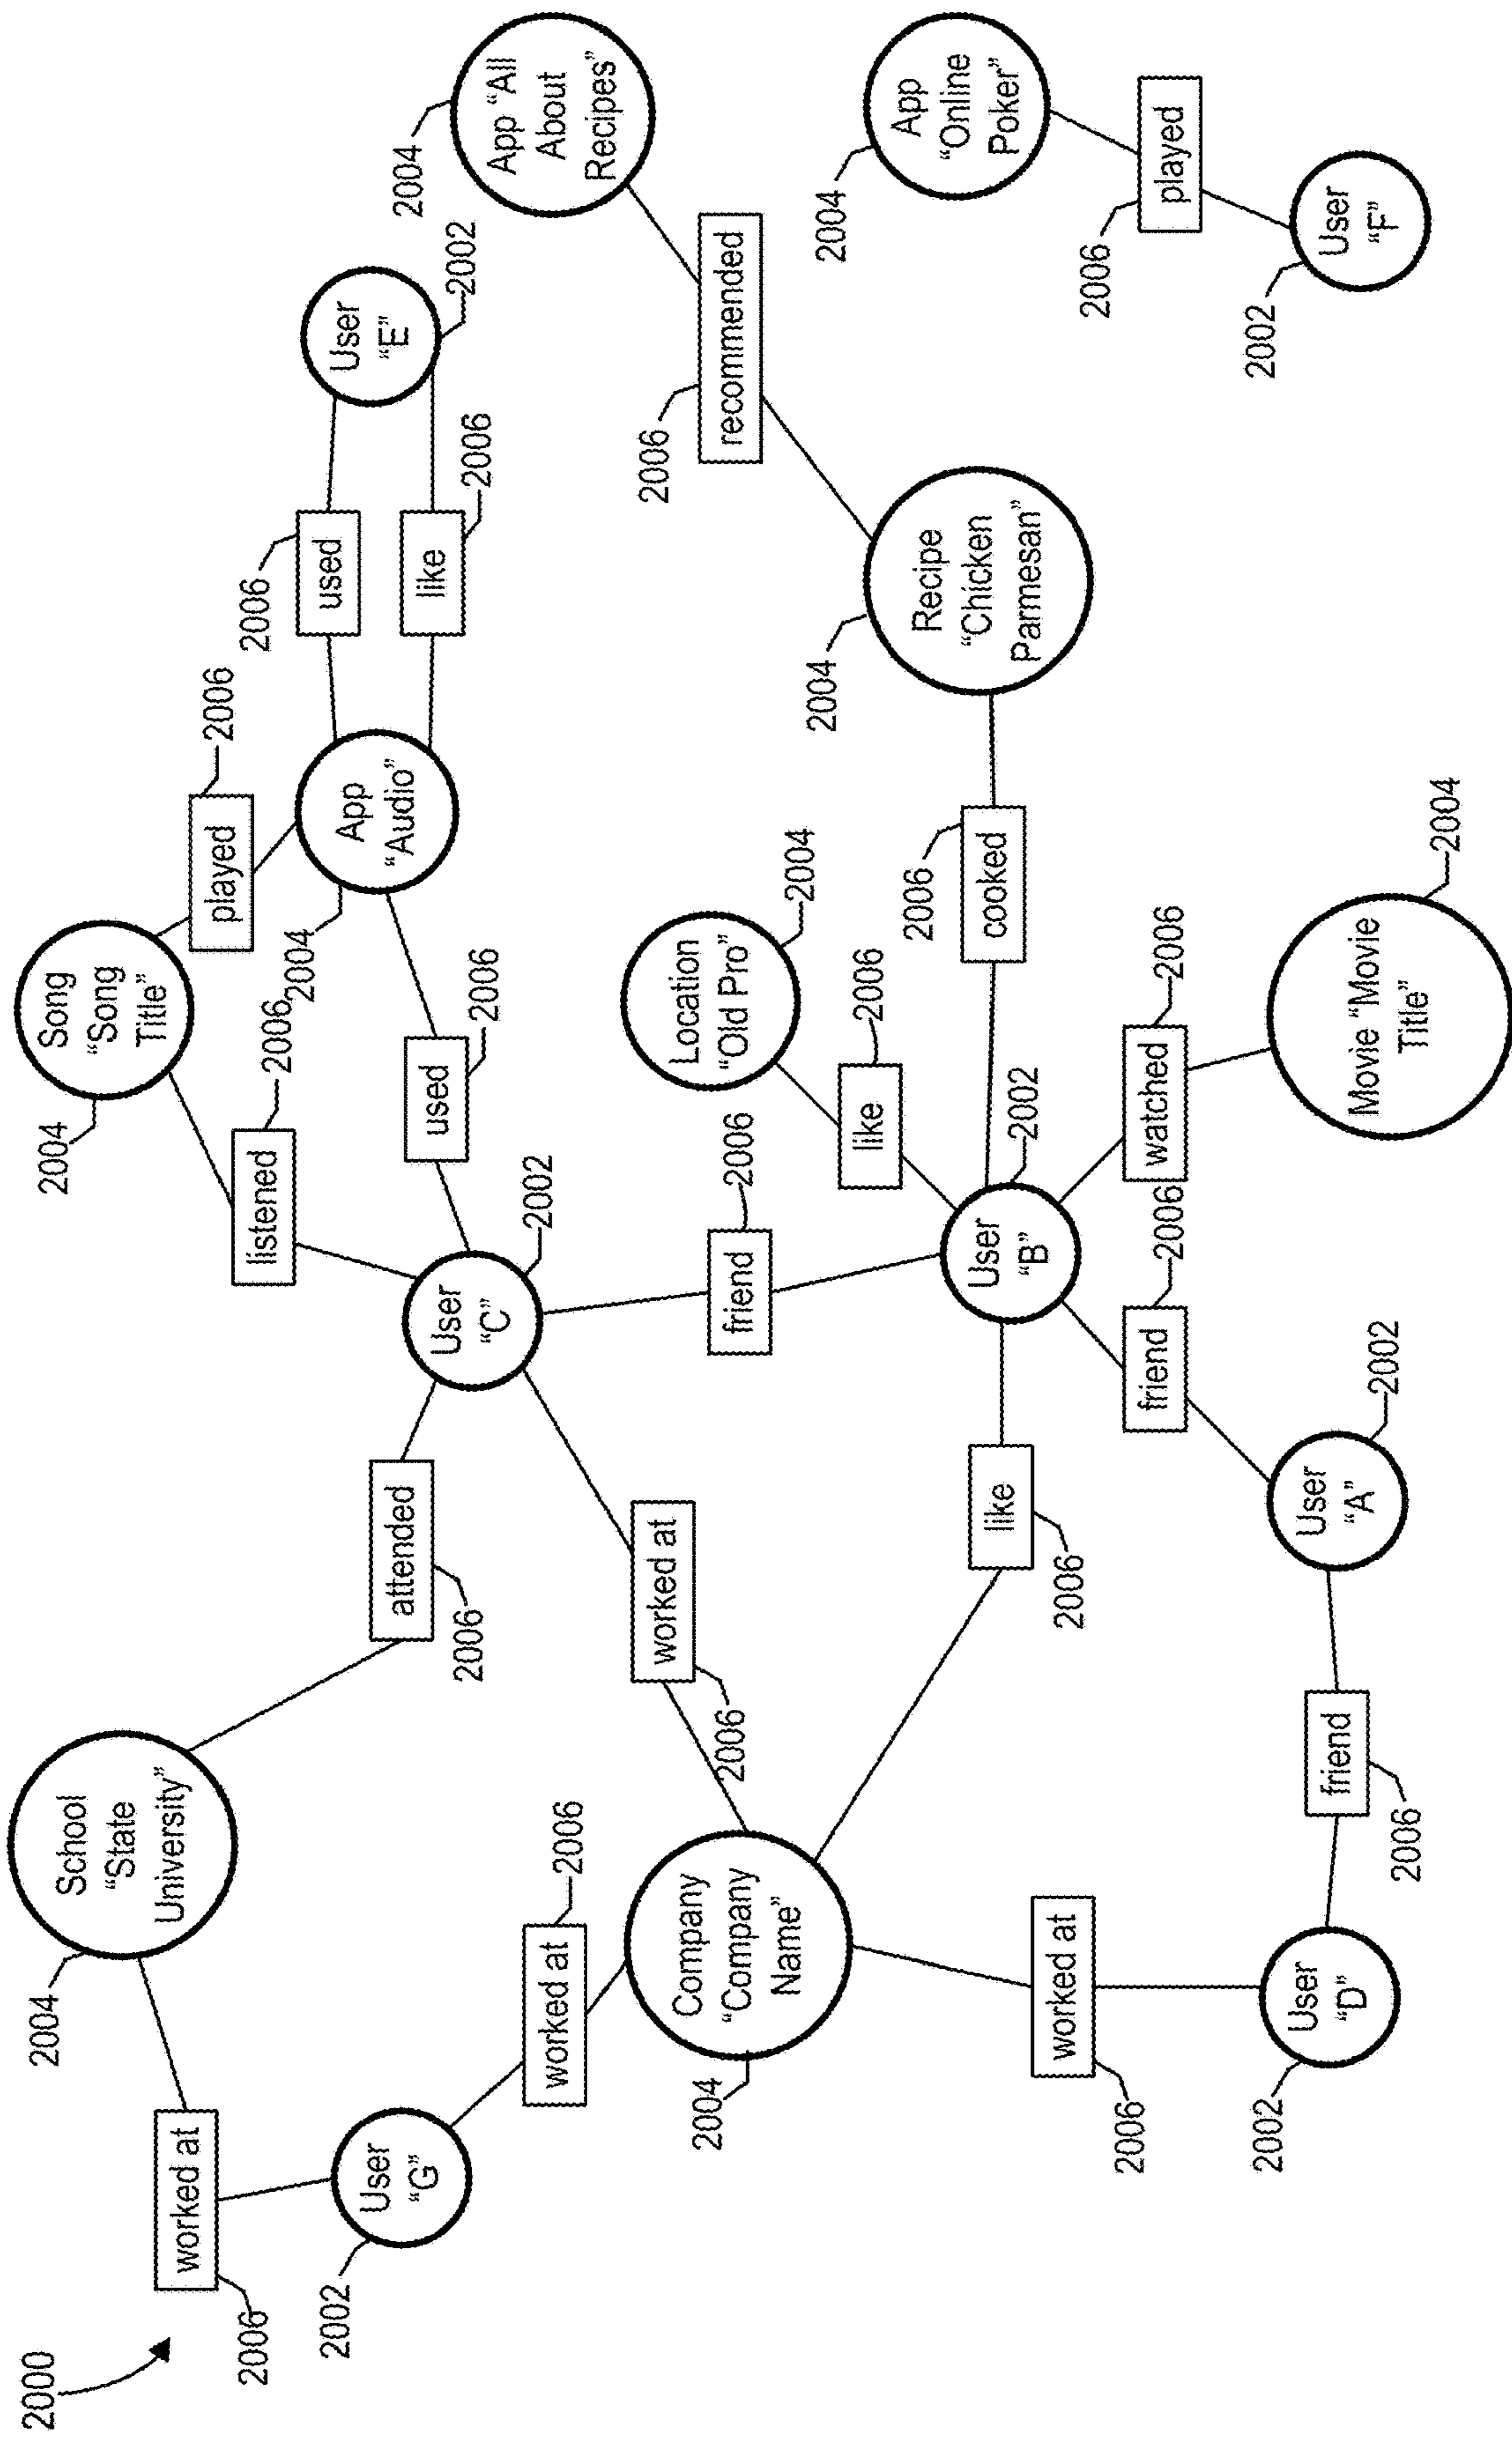 2000
2004
School
“State
University”
worked at
2006
User
“G”
2002
worked at
2006
attended
2006
Company
“Company
Name”
2004
worked at
2006
worked at
2006
User
“D”
2002
friend
2006
User
“A”
2002
friend
2006
like
2006
User
“B”
2002
friend
2006
User
“C”
2002
listened
2006
Song
“Song
Title”
2004
played
2006
used
2006
App
“Audio”
2004
used
2006
like
2006
User
“E”
2002
like
2006
Location
“Old Pro”
2004
watched
2006
Movie “Movie
Title”
2004
cooked
2006
Recipe
“Chicken
Parmesan”
2004
recommended
2006
App “All
About
Recipes”
2004
App
“Online
Poker”
2004
played
2006
User
“F”
2002